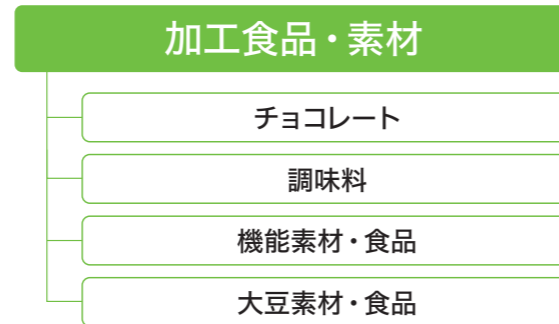 加工食品・素材
チョコレート
調味料
機能素材・食品
大豆素材・食品